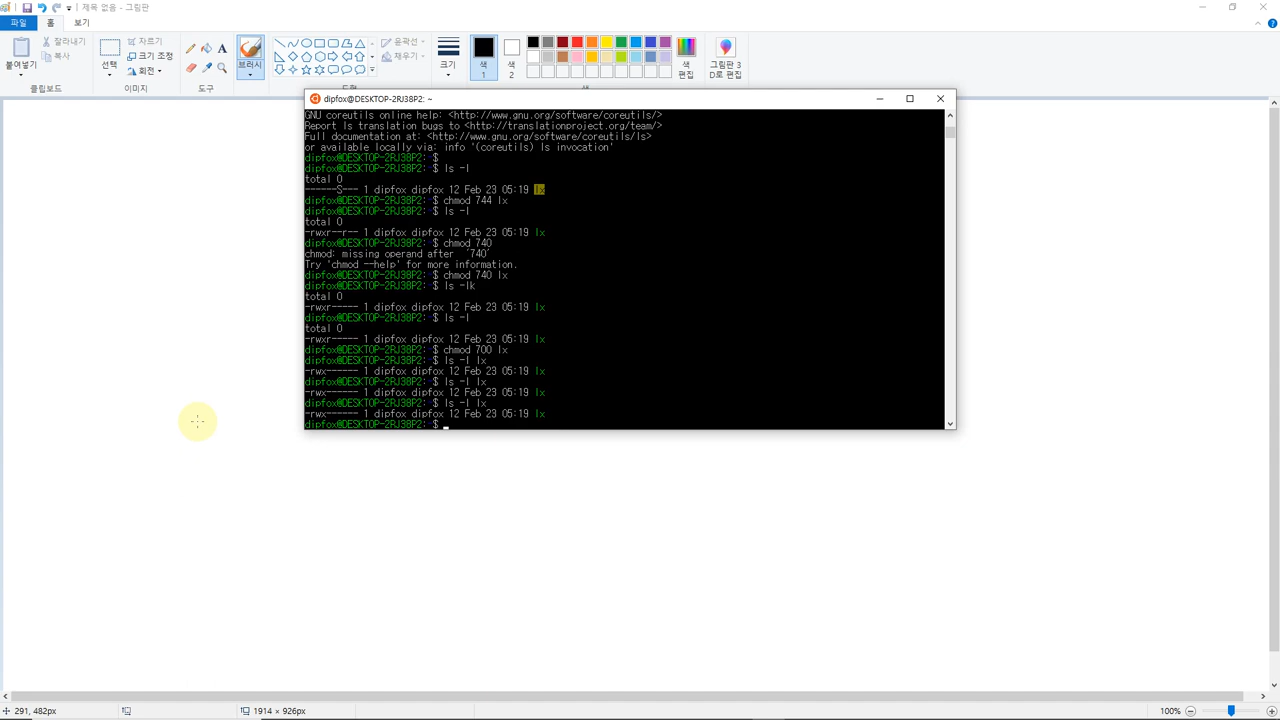 제목 없음 - 그림판
파일 홈 보기
붙여넣기
잘라내기
복사
클립보드
선택
자르기
크기 조정
회전
이미지
도구
브러시
윤곽선
채우기
도형
크기
색 1
색 2
색 편집
그림판 3D로 편집
색
dipfox@DESKTOP-2RJ38P2: ~
GNU coreutils online help: <http://www.gnu.org/software/coreutils/>
Report ls translation bugs to <http://translationproject.org/team/>
Full documentation at: <http://www.gnu.org/software/coreutils/ls>
or available locally via: info '(coreutils) ls invocation'
dipfox@DESKTOP-2RJ38P2:~$
dipfox@DESKTOP-2RJ38P2:~$ ls -l
total 0
------S--- 1 dipfox dipfox 12 Feb 23 05:19 lx
dipfox@DESKTOP-2RJ38P2:~$ chmod 744 lx
dipfox@DESKTOP-2RJ38P2:~$ ls -l
total 0
-rwxr--r-- 1 dipfox dipfox 12 Feb 23 05:19 lx
dipfox@DESKTOP-2RJ38P2:~$ chmod 740
chmod: missing operand after '740'
Try 'chmod --help' for more information.
dipfox@DESKTOP-2RJ38P2:~$ chmod 740 lx
dipfox@DESKTOP-2RJ38P2:~$ ls -lk
total 0
-rwxr----- 1 dipfox dipfox 12 Feb 23 05:19 lx
dipfox@DESKTOP-2RJ38P2:~$ ls -l
total 0
-rwxr----- 1 dipfox dipfox 12 Feb 23 05:19 lx
dipfox@DESKTOP-2RJ38P2:~$ chmod 700 lx
dipfox@DESKTOP-2RJ38P2:~$ ls -l lx
-rwx------ 1 dipfox dipfox 12 Feb 23 05:19 lx
dipfox@DESKTOP-2RJ38P2:~$ ls -l lx
-rwx------ 1 dipfox dipfox 12 Feb 23 05:19 lx
dipfox@DESKTOP-2RJ38P2:~$ ls -l lx
-rwx------ 1 dipfox dipfox 12 Feb 23 05:19 lx
dipfox@DESKTOP-2RJ38P2:~$
291, 482px
1914 × 926px
100%